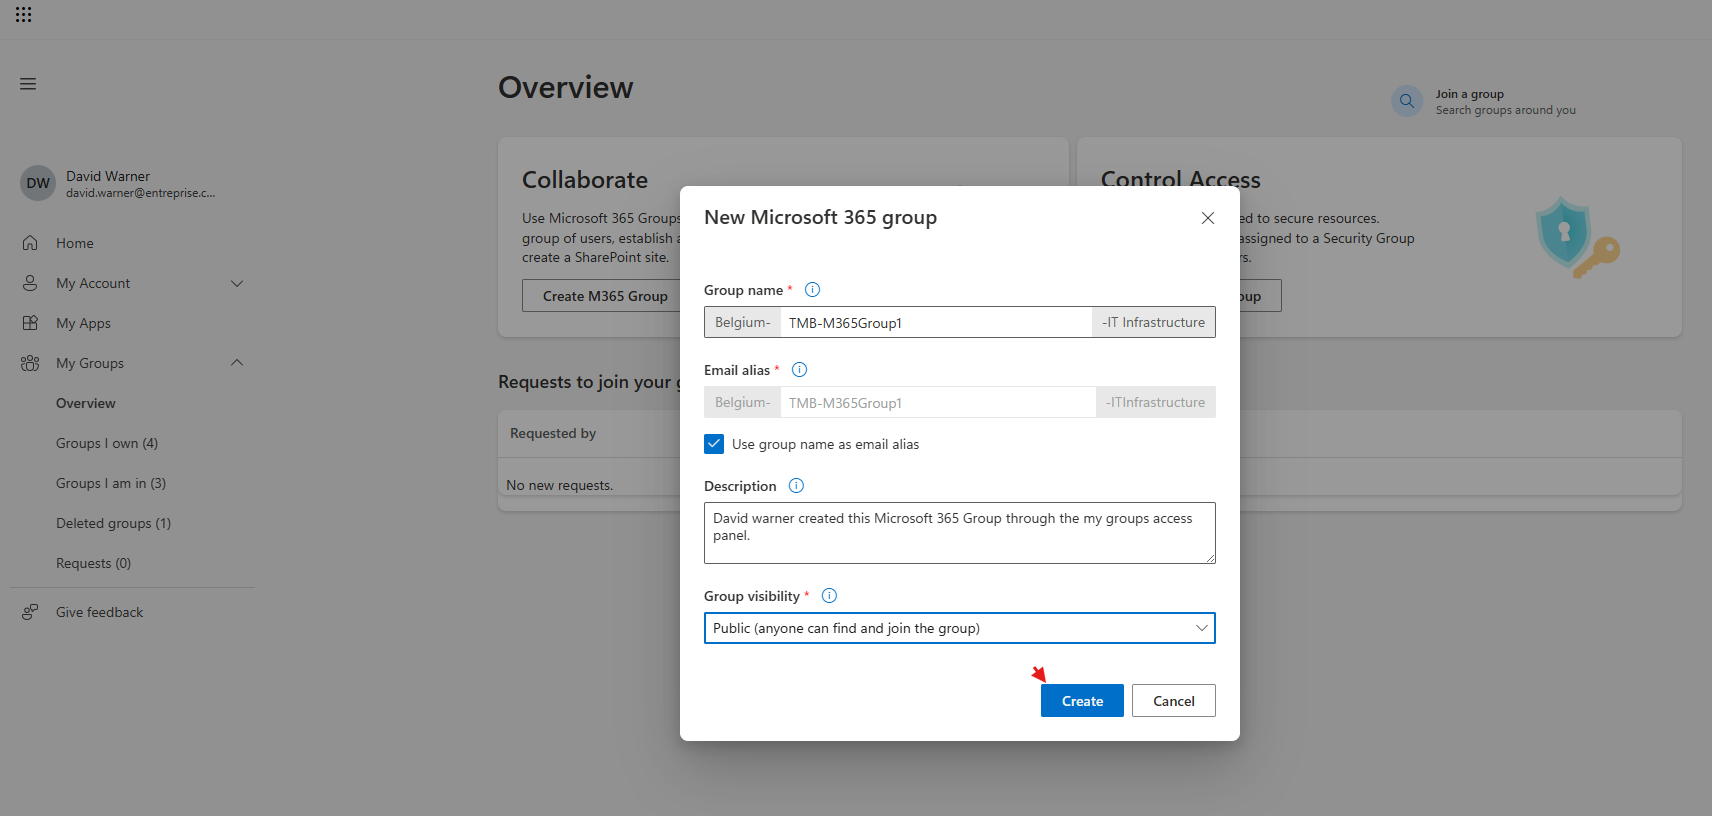 Overview
Join a group
Search groups around you
DW
David Warner
david.warner@entreprise.c...
Home
My Account
My Apps
My Groups
Overview
Groups I own (4)
Groups I am in (3)
Deleted groups (1)
Requests (0)
Give feedback
Collaborate
Use Microsoft 365 Groups
group of users, establish
create a SharePoint site.
Create M365 Group
Control Access
ed to secure resources.
assigned to a Security Group
rs.
oup
Requests to join your g
Requested by
No new requests.
New Microsoft 365 group
Group name *
Belgium- TMB-M365Group1 -IT Infrastructure
Email alias *
Belgium- TMB-M365Group1 -ITInfrastructure
Use group name as email alias
Description
David warner created this Microsoft 365 Group through the my groups access
panel.
Group visibility *
Public (anyone can find and join the group)
Create
Cancel